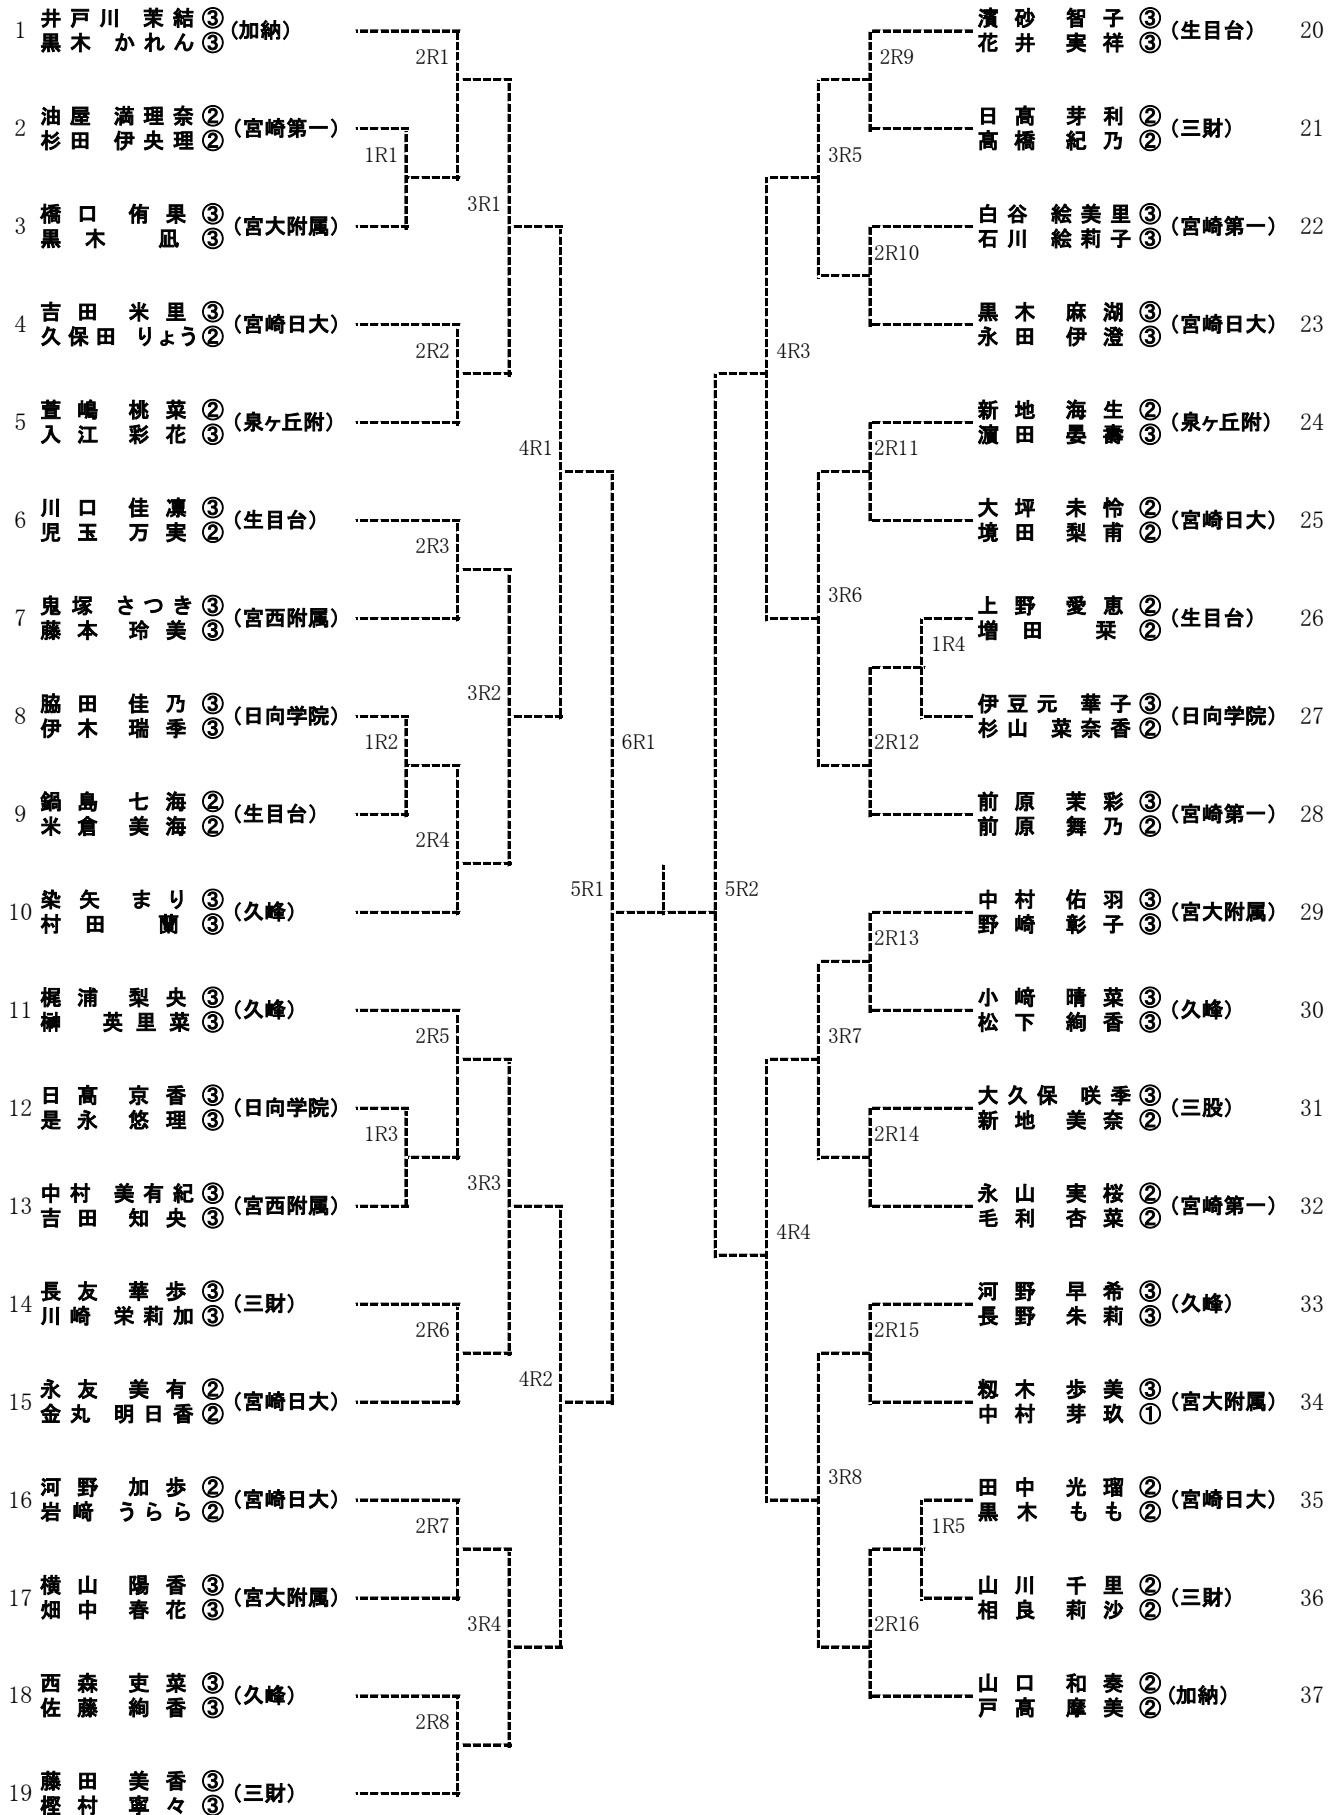 1 井戸川 茉結 ③ (加納)
黒木 かれん ③
2R1
2 油屋 満理奈 ② (宮崎第一)
杉田 伊央理 ②
1R1
3 橋口 侑果 ③ (宮大附属)
黒木 凪 ③
3R1
4 吉田 米里 ③ (宮崎日大)
久保田 りょう ②
2R2
5 萱嶋 桃菜 ② (泉ヶ丘附)
入江 彩花 ③
4R1
6 川口 佳凛 ③ (生目台)
児玉 万実 ②
2R3
7 鬼塚 さつき ③ (宮西附属)
藤本 玲美 ③
3R2
8 脇田 佳乃 ③ (日向学院)
伊木 瑞季 ③
1R2
9 鍋島 七海 ② (生目台)
米倉 美海 ②
2R4
10 染矢 まり ③ (久峰)
村田 蘭 ③
5R1
11 梶浦 梨央 ③ (久峰)
榊 英里菜 ③
2R5
12 日高 京香 ③ (日向学院)
是永 悠理 ③
1R3
13 中村 美有紀 ③ (宮西附属)
吉田 知央 ③
3R3
14 長友 華歩 ③ (三財)
川崎 栄莉加 ③
2R6
15 永友 美有 ② (宮崎日大)
金丸 明日香 ②
4R2
16 河野 加歩 ② (宮崎日大)
岩﨑 うらら ②
2R7
17 横山 陽香 ③ (宮大附属)
畑中 春花 ③
3R4
18 西森 吏菜 ③ (久峰)
佐藤 絢香 ③
2R8
19 藤田 美香 ③ (三財)
樫村 寧々 ③
6R1
濱砂 智子 ③ (生目台) 20
花井 実祥 ③
2R9
日高 芽利 ② (三財) 21
高橋 紀乃 ②
3R5
白谷 絵美里 ③ (宮崎第一) 22
石川 絵莉子 ③
2R10
黒木 麻湖 ③ (宮崎日大) 23
永田 伊澄 ③
4R3
新地 海生 ② (泉ヶ丘附) 24
濵田 晏壽 ③
2R11
大坪 未怜 ② (宮崎日大) 25
境田 梨甫 ②
3R6
上野 愛恵 ② (生目台) 26
増田 栞 ②
1R4
伊豆元 華子 ③ (日向学院) 27
杉山 菜奈香 ②
2R12
前原 茉彩 ③ (宮崎第一) 28
前原 舞乃 ②
5R2
中村 佑羽 ③ (宮大附属) 29
野崎 彰子 ③
2R13
小﨑 晴菜 ③ (久峰) 30
松下 絢香 ③
3R7
大久保 咲季 ③ (三股) 31
新地 美奈 ②
2R14
永山 実桜 ② (宮崎第一) 32
毛利 杏菜 ②
4R4
河野 早希 ③ (久峰) 33
長野 朱莉 ③
2R15
籾木 歩美 ③ (宮大附属) 34
中村 芽玖 ①
3R8
田中 光瑠 ② (宮崎日大) 35
黒木 もも ②
1R5
山川 千里 ② (三財) 36
相良 莉沙 ②
2R16
山口 和奏 ② (加納) 37
戸髙 摩美 ②